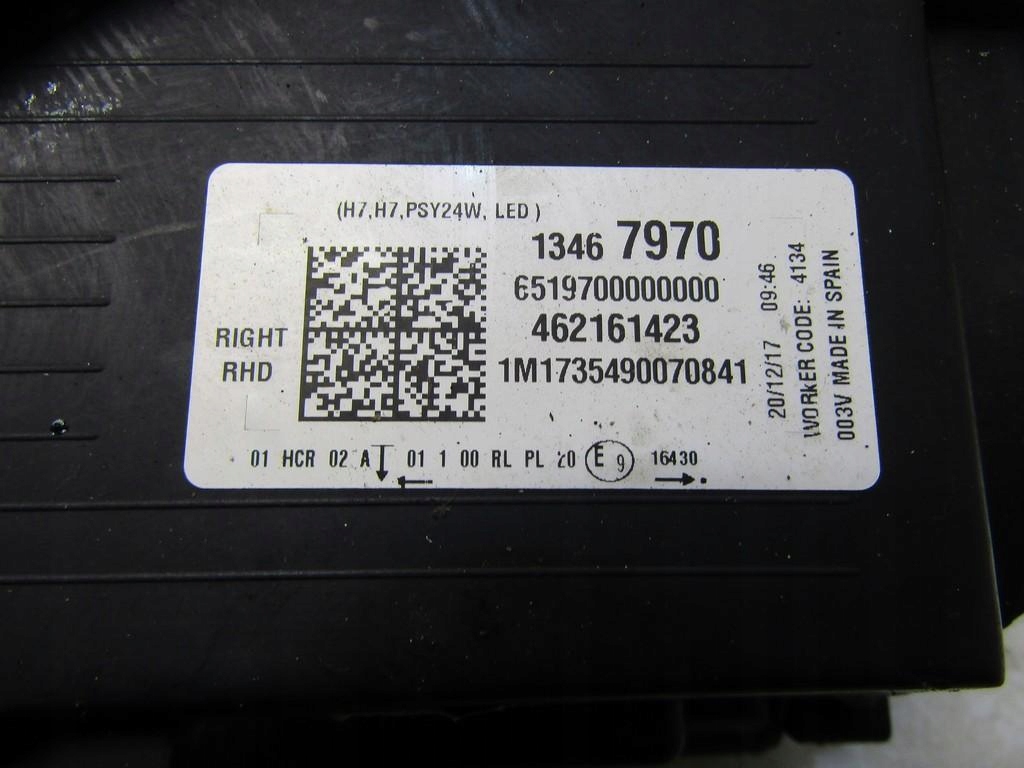 (H7,H7,PSY24W, LED )
1346 7970
6519700000000
462161423
1M1735490070841
RIGHT
RHD
01 HCR 02 A 01 1 00 RL PL 20 E 9 16430
20/12/17 09:46
WORKER CODE: 4134
003V MADE IN SPAIN